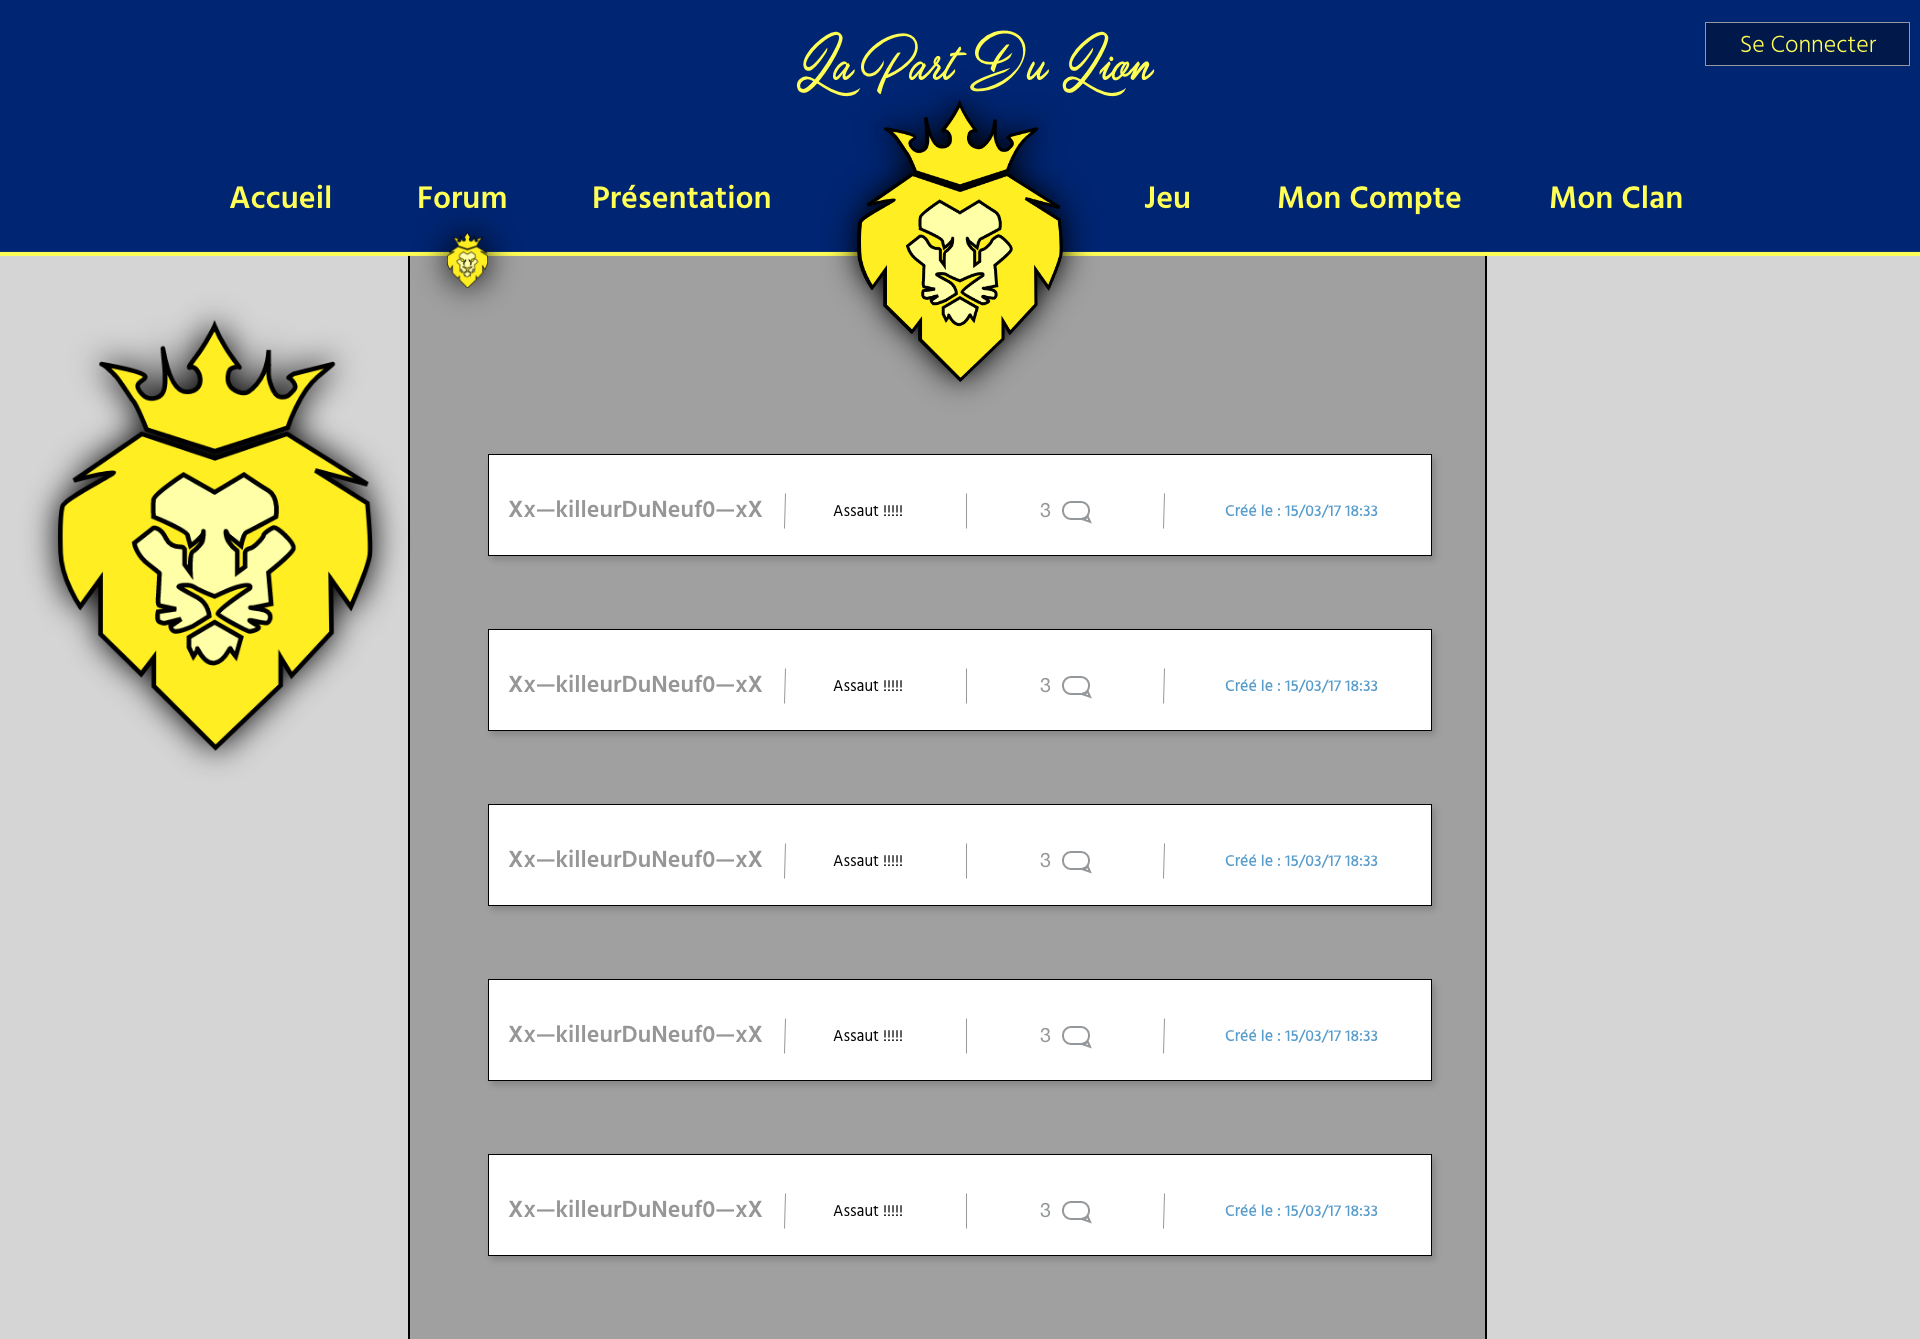 La Part Du Lion
Se Connecter
Accueil Forum Présentation Jeu Mon Compte Mon Clan
Xx—killeurDuNeuf0—xX Assaut !!!!! 3 Créé le : 15/03/17 18:33
Xx—killeurDuNeuf0—xX Assaut !!!!! 3 Créé le : 15/03/17 18:33
Xx—killeurDuNeuf0—xX Assaut !!!!! 3 Créé le : 15/03/17 18:33
Xx—killeurDuNeuf0—xX Assaut !!!!! 3 Créé le : 15/03/17 18:33
Xx—killeurDuNeuf0—xX Assaut !!!!! 3 Créé le : 15/03/17 18:33